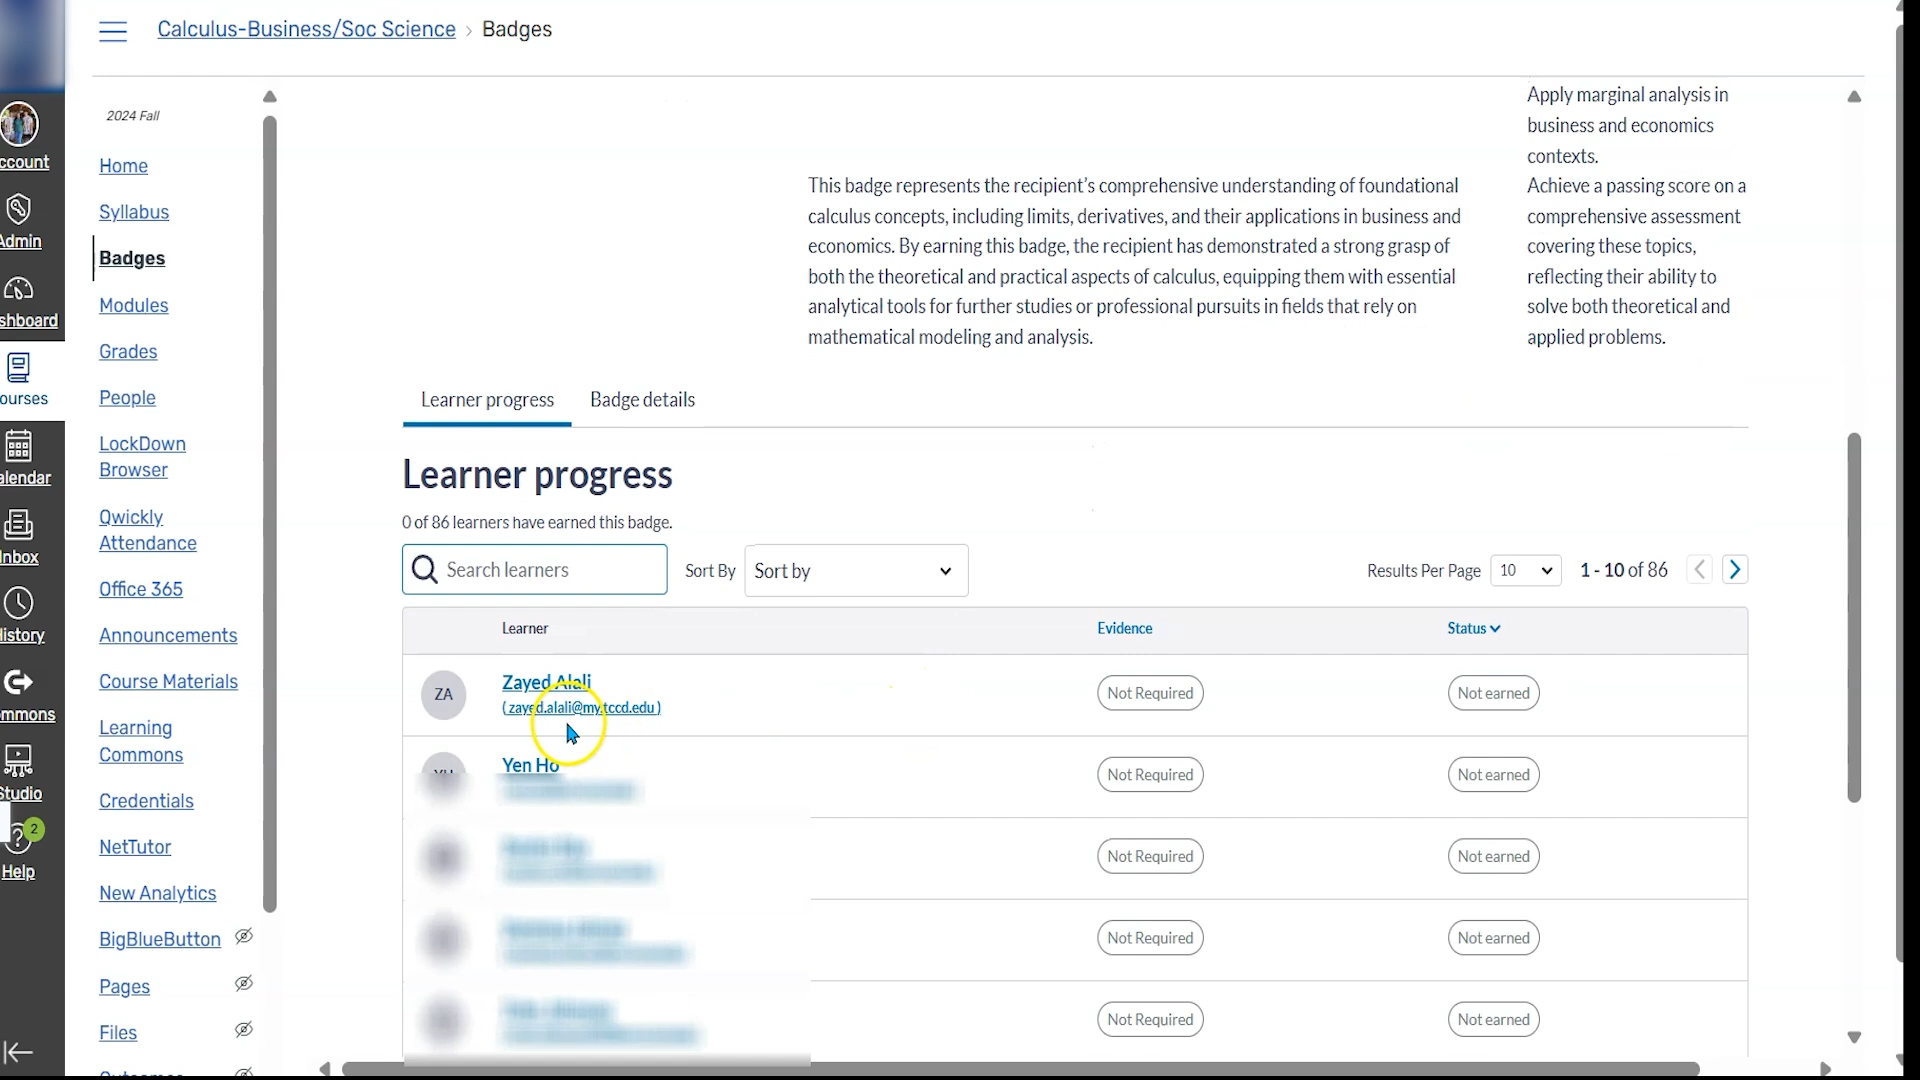 Calculus-Business/Soc Science › Badges
2024 Fall
Home
Syllabus
Badges
Modules
Grades
People
LockDown
Browser
Qwickly
Attendance
Office 365
Announcements
Course Materials
Learning
Commons
Credentials
NetTutor
New Analytics
BigBlueButton
Pages
Files
ccount
Admin
shboard
ourses
alendar
Inbox
History
mmons
Studio
2
Help
This badge represents the recipient's comprehensive understanding of foundational
calculus concepts, including limits, derivatives, and their applications in business and
economics. By earning this badge, the recipient has demonstrated a strong grasp of
both the theoretical and practical aspects of calculus, equipping them with essential
analytical tools for further studies or professional pursuits in fields that rely on
mathematical modeling and analysis.
Apply marginal analysis in
business and economics
contexts.
Achieve a passing score on a
comprehensive assessment
covering these topics,
reflecting their ability to
solve both theoretical and
applied problems.
Learner progress Badge details
Learner progress
0 of 86 learners have earned this badge.
Search learners Sort By Sort by Results Per Page 10 1 - 10 of 86
Learner Evidence Status
ZA Zayed Alali Not Required Not earned
( zayed.alali@my.tccd.edu )
Yen Ho Not Required Not earned
Not Required Not earned
Not Required Not earned
Not Required Not earned